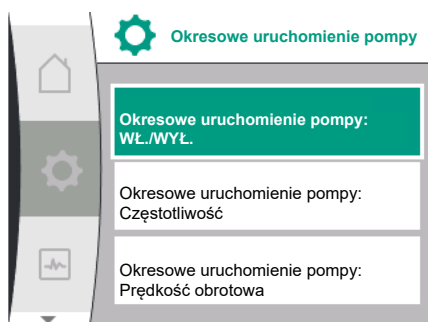 Okresowe uruchomienie pompy
Okresowe uruchomienie pompy:
WŁ./WYŁ.
Okresowe uruchomienie pompy:
Częstotliwość
Okresowe uruchomienie pompy:
Prędkość obrotowa